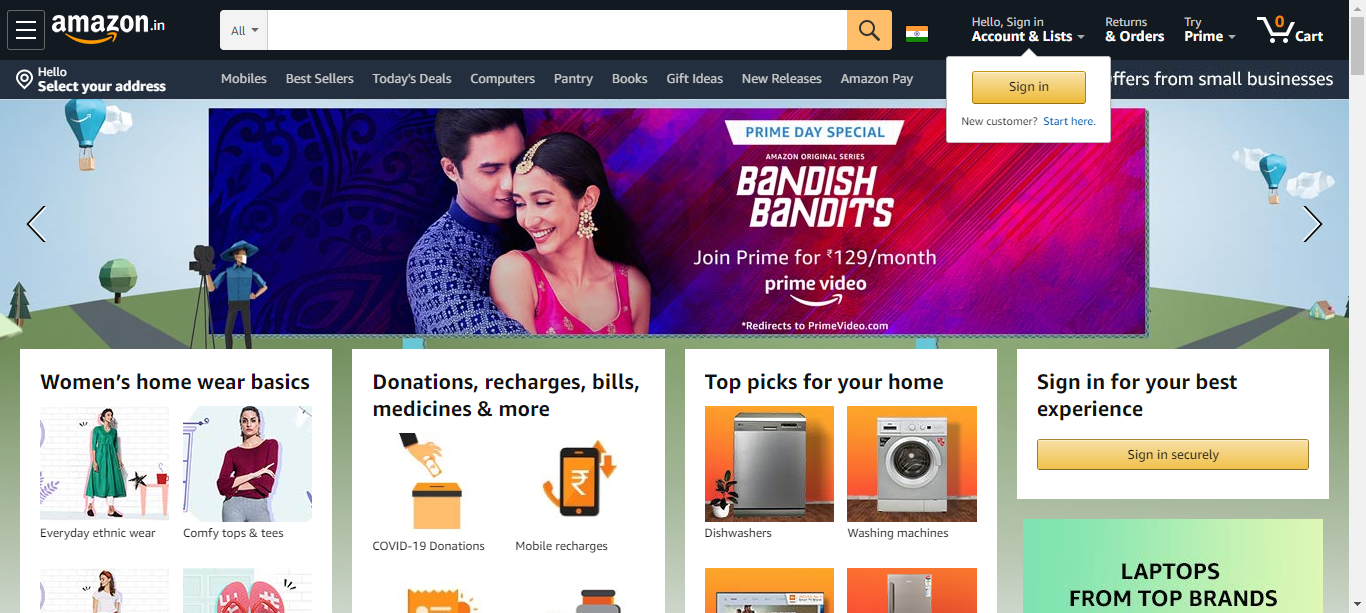 amazon.in
All
Hello, Sign in
Account & Lists
Returns
& Orders
Try
Prime
0
Cart
Hello
Select your address
Mobiles
Best Sellers
Today's Deals
Computers
Pantry
Books
Gift Ideas
New Releases
Amazon Pay
from small businesses
Sign in
New customer? Start here.
PRIME DAY SPECIAL
AMAZON ORIGINAL SERIES
BANDISH
BANDITS
Join Prime for ₹129/month
prime video
*Redirects to PrimeVideo.com
Women's home wear basics
Everyday ethnic wear
Comfy tops & tees
Donations, recharges, bills,
medicines & more
COVID-19 Donations
₹
Mobile recharges
Top picks for your home
Dishwashers
Washing machines
Sign in for your best
experience
Sign in securely
LAPTOPS
FROM TOP BRANDS